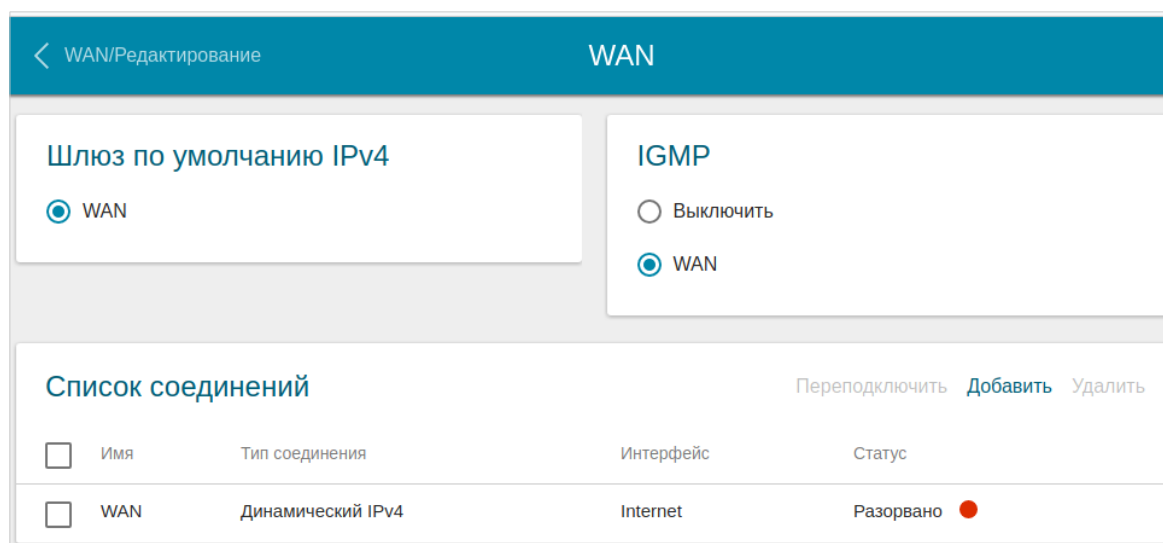 WAN/Редактирование
WAN
Шлюз по умолчанию IPv4
WAN
IGMP
Выключить
WAN
Список соединений
Переподключить Добавить Удалить
Имя Тип соединения Интерфейс Статус
WAN Динамический IPv4 Internet Разорвано